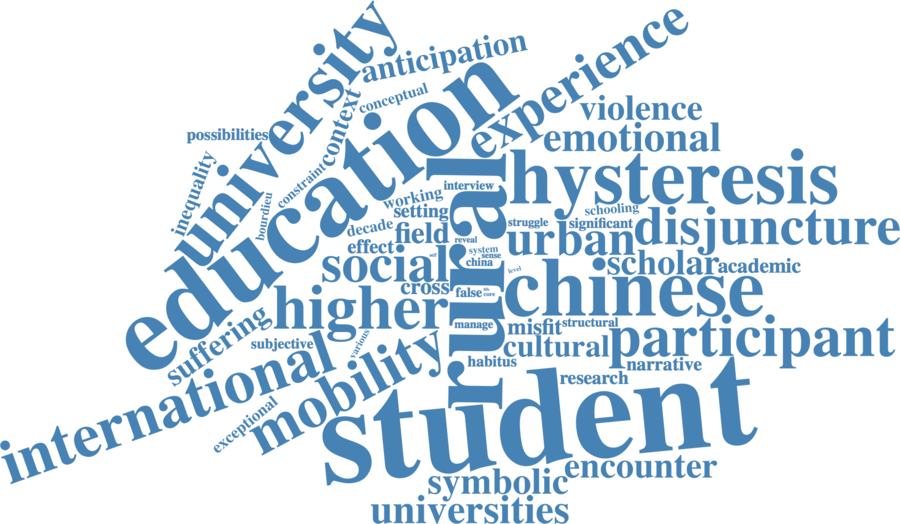 university
anticipation
experience
conceptual
education
context
possibilities
violence
emotional
constraint
inequality
bourdieu
hysteresis
rural
interview
working
setting
schooling
decade
field
struggle
significant
disjuncture
effect
reveal
urban
system
sense
social
china
level
scholar
academic
cross
false
life
core
chinese
higher
suffering
manage
misfit
structural
participant
subjective
various
cultural
habitus
narrative
international
mobility
research
exceptional
student
encounter
symbolic
universities